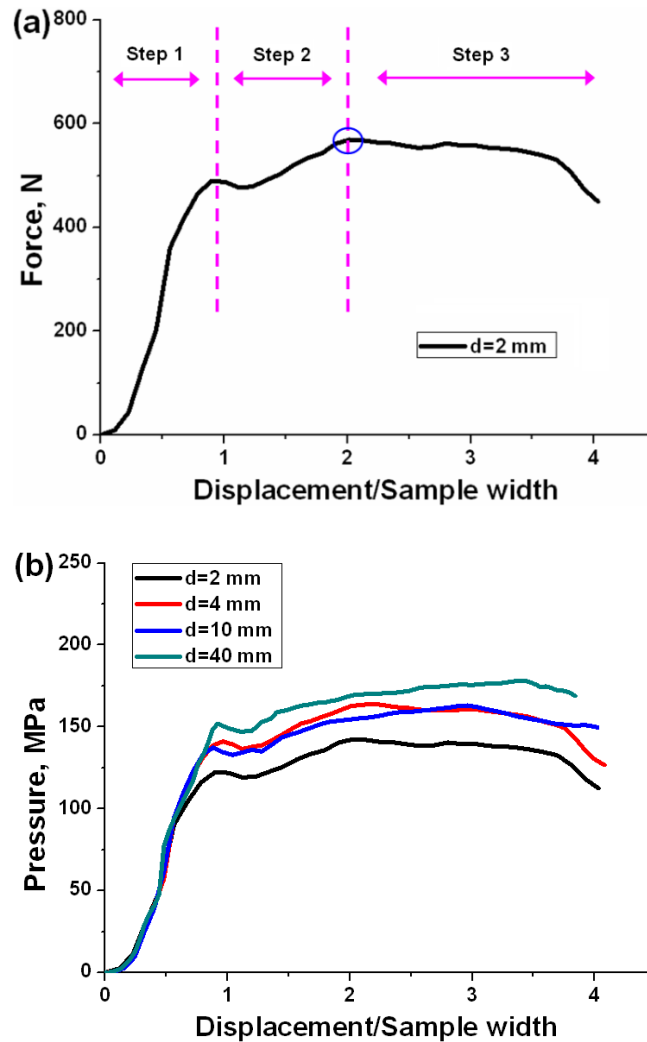 (a)
800
Step 1 Step 2 Step 3
600
400
200
0
Force, N
d=2 mm
0 1 2 3 4
Displacement/Sample width
(b)
250
d=2 mm
d=4 mm
d=10 mm
d=40 mm
200
150
100
50
0
Pressure, MPa
0 1 2 3 4
Displacement/Sample width